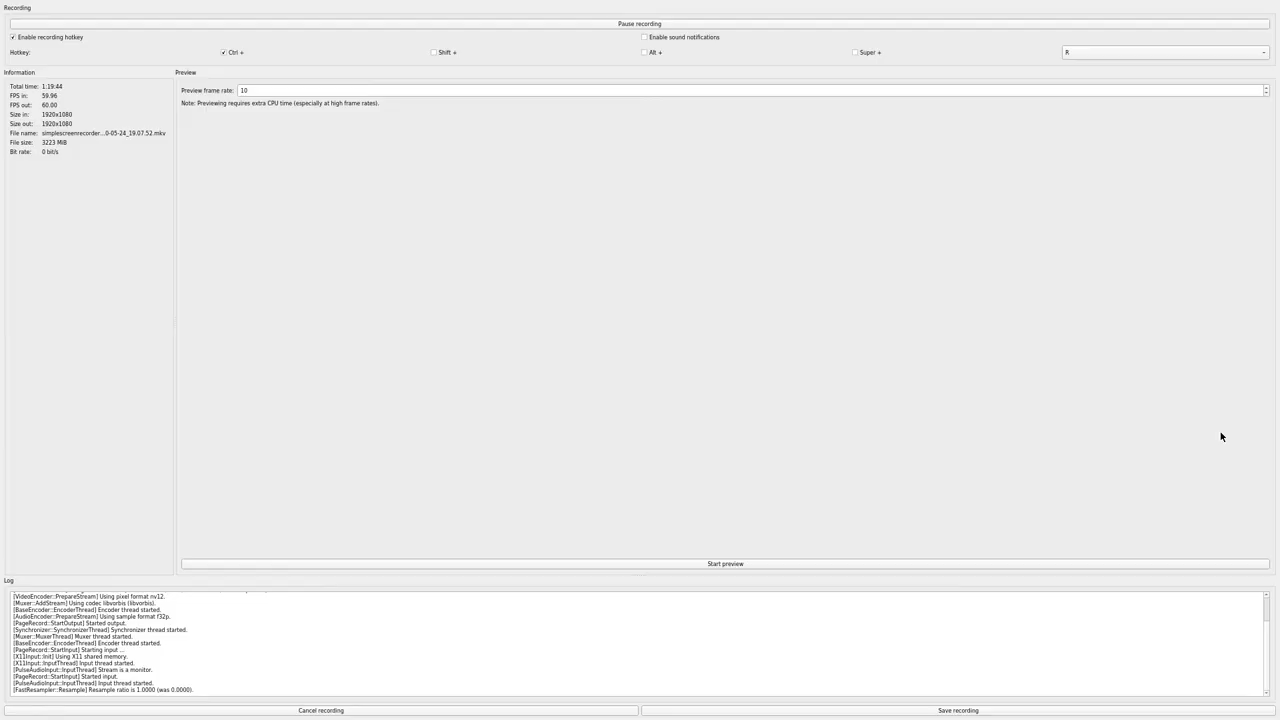 Recording
Pause recording
Enable recording hotkey
Enable sound notifications
Hotkey:
Ctrl +
Shift +
Alt +
Super +
R
Information
Total time: 1:19:44
FPS in: 59.96
FPS out: 60.00
Size in: 1920x1080
Size out: 1920x1080
File name: simplescreenrecorder...0-05-24_19.07.52.mkv
File size: 3223 MiB
Bit rate: 0 bit/s
Preview
Preview frame rate: 10
Note: Previewing requires extra CPU time (especially at high frame rates).
Start preview
Log
[VideoEncoder::PrepareStream] Using pixel format nv12.
[Muxer::AddStream] Using codec libvorbis (libvorbis).
[BaseEncoder::EncoderThread] Encoder thread started.
[AudioEncoder::PrepareStream] Using sample format f32p.
[PageRecord::StartOutput] Started output.
[Synchronizer::SynchronizerThread] Synchronizer thread started.
[Muxer::MuxerThread] Muxer thread started.
[BaseEncoder::EncoderThread] Encoder thread started.
[PageRecord::StartInput] Starting input ...
[X11Input::Init] Using X11 shared memory.
[X11Input::InputThread] Input thread started.
[PulseAudioInput::InputThread] Stream is a monitor.
[PageRecord::StartInput] Started input.
[PulseAudioInput::InputThread] Input thread started.
[FastResampler::Resample] Resample ratio is 1.0000 (was 0.0000).
Cancel recording
Save recording